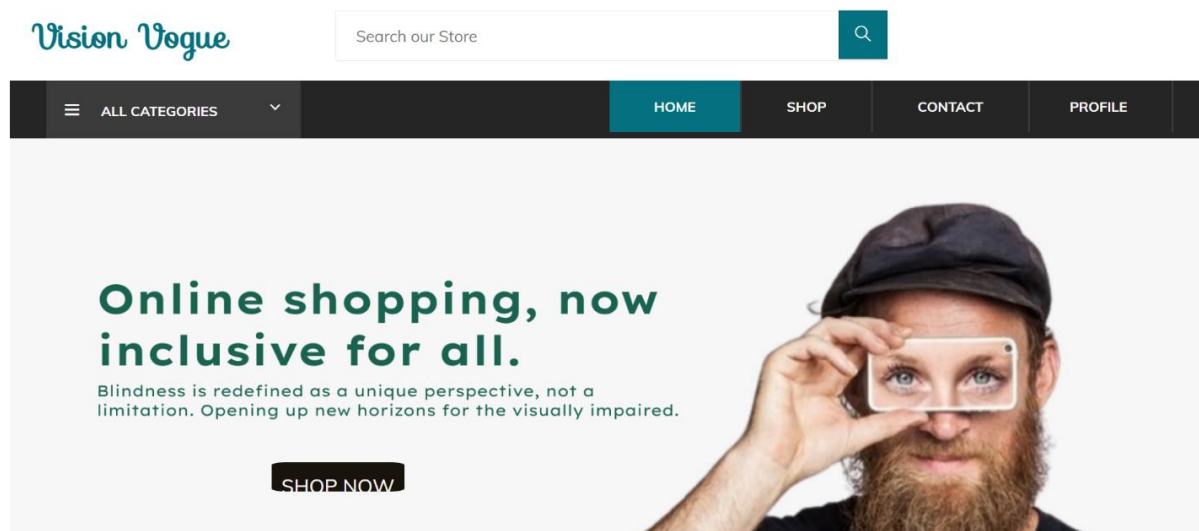 Vision Vogue
Search our Store
ALL CATEGORIES
HOME
SHOP
CONTACT
PROFILE
Online shopping, now
inclusive for all.
Blindness is redefined as a unique perspective, not a
limitation. Opening up new horizons for the visually impaired.
SHOP NOW